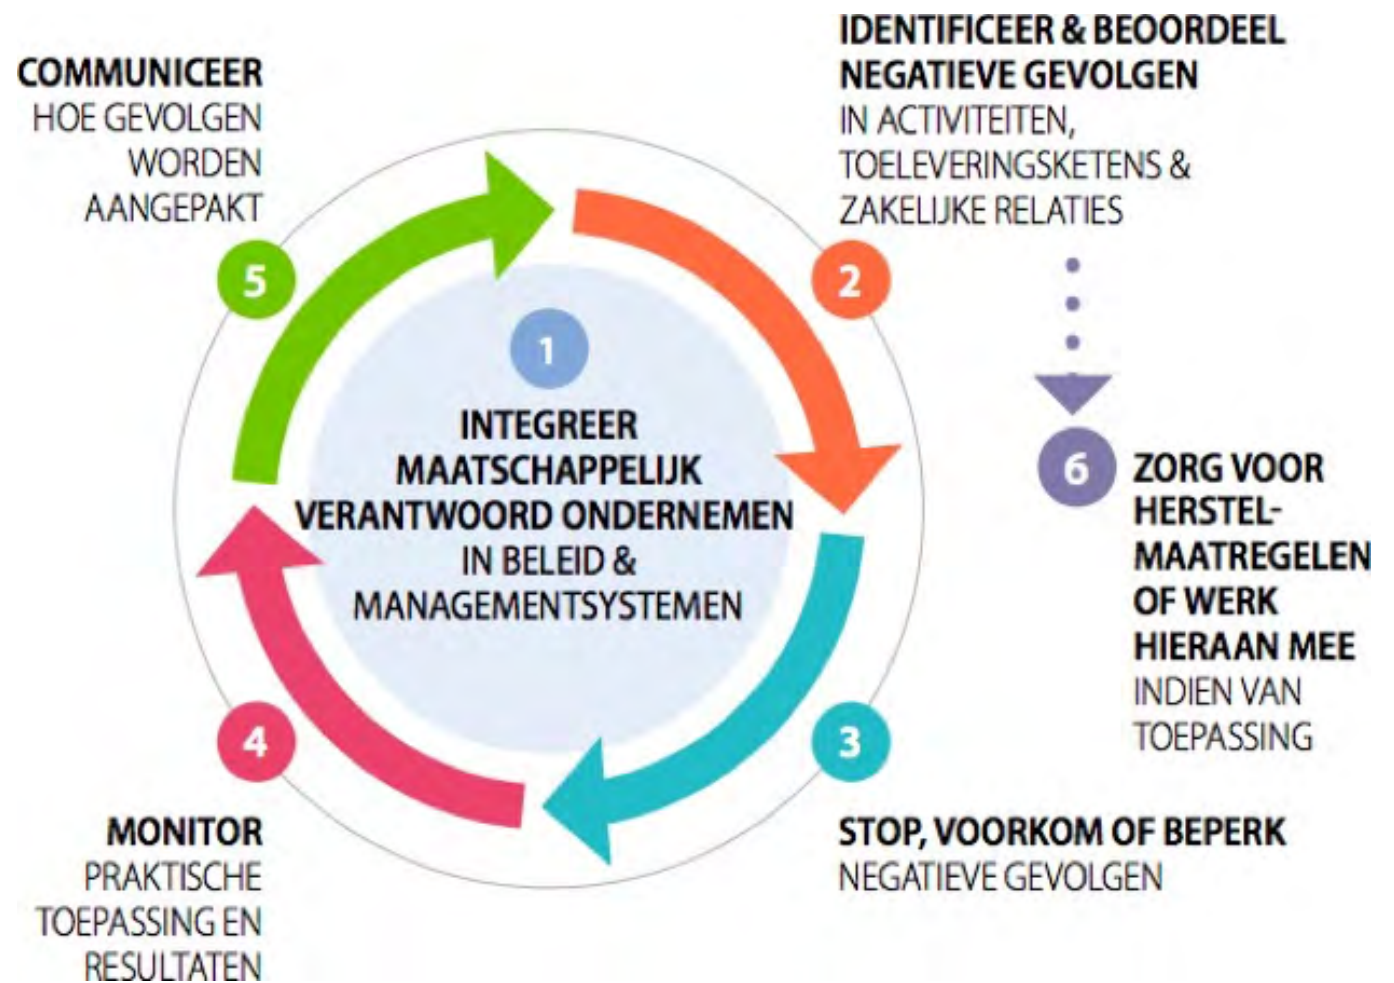 1
INTEGREER
MAATSCHAPPELIJK
VERANTWOORD ONDERNEMEN
IN BELEID &
MANAGEMENTSYSTEMEN
IDENTIFICEER & BEOORDEEL
NEGATIEVE GEVOLGEN
IN ACTIVITEITEN,
TOELEVERINGSKETENS &
ZAKELIJKE RELATIES
2
3
STOP, VOORKOM OF BEPERK
NEGATIEVE GEVOLGEN
4
MONITOR
PRAKTISCHE
TOEPASSING EN
RESULTATEN
COMMUNICEER
HOE GEVOLGEN
WORDEN
AANGEPAKT
5
6
ZORG VOOR
HERSTEL-
MAATREGELEN
OF WERK
HIERAAN MEE
INDIEN VAN
TOEPASSING